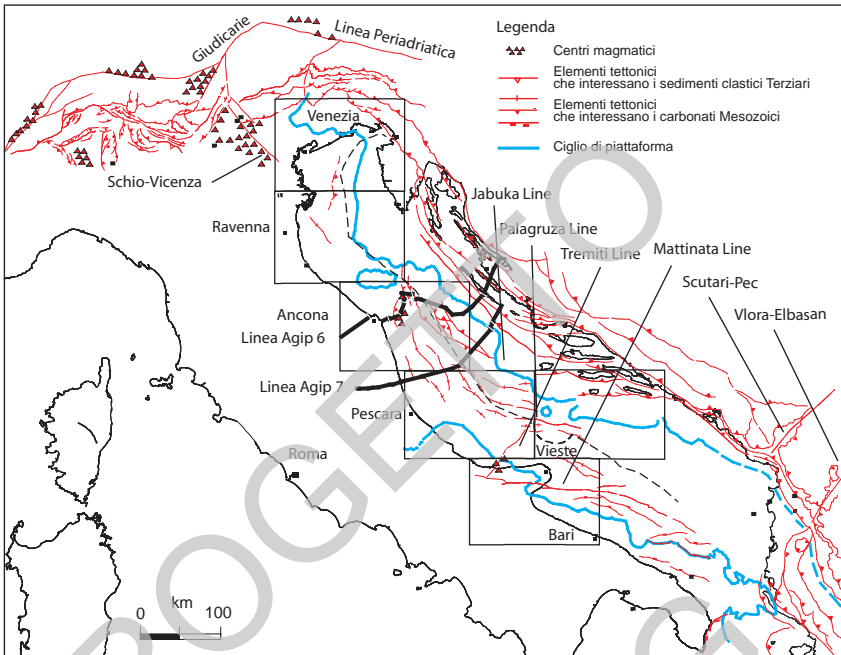 Legenda
Centri magmatici
Elementi tettonici
che interessano i sedimenti clastici Terziari
Elementi tettonici
che interessano i carbonati Mesozoici
Ciglio di piattaforma
Giudicarie
Linea Periadriatica
Venezia
Schio-Vicenza
Ravenna
Jabuka Line
Palagruza Line
Tremiti Line
Mattinata Line
Scutari-Pec
Vlora-Elbasan
Ancona
Linea Agip 6
Linea Agip 7
Pescara
Roma
Vieste
Bari
km
0 100
PROGETTO